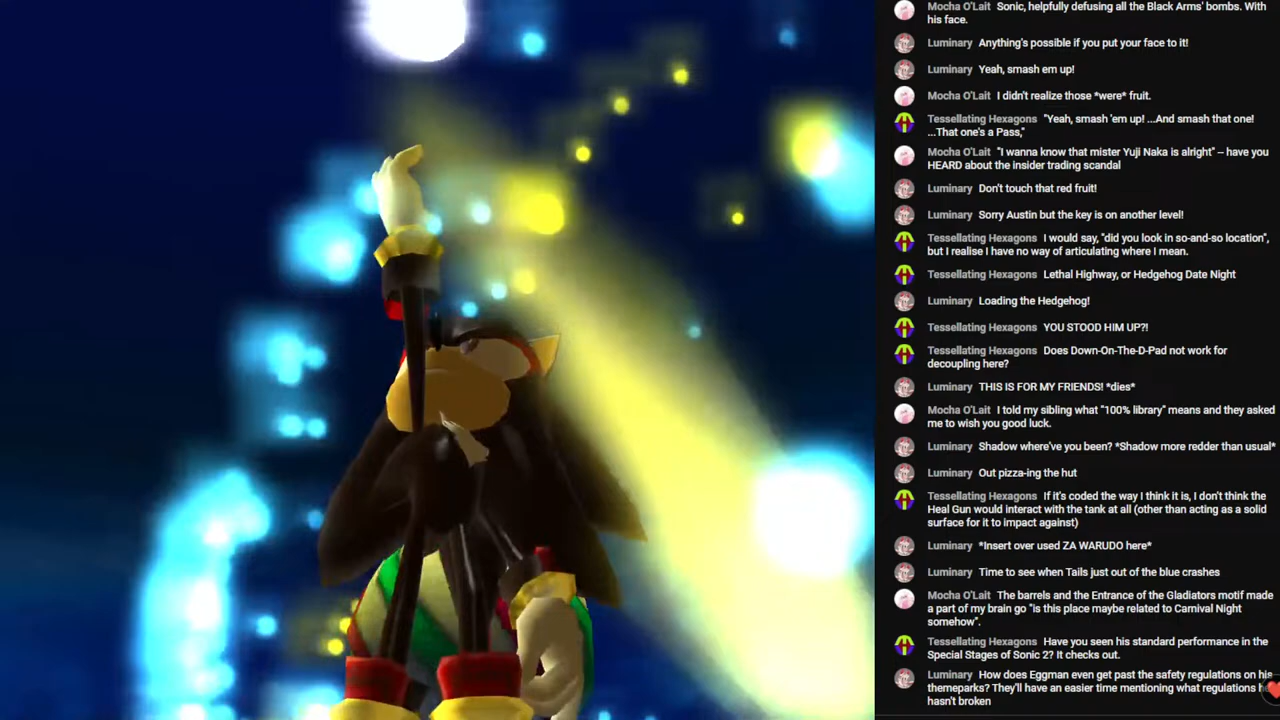 Mocha O'Lait Sonic, helpfully defusing all the Black Arms' bombs. With
his face.
Luminary Anything's possible if you put your face to it!
Luminary Yeah, smash em up!
Mocha O'Lait I didn't realize those *were* fruit.
Tessellating Hexagons "Yeah, smash 'em up! ...And smash that one!
...That one's a Pass,"
Mocha O'Lait "I wanna know that mister Yuji Naka is alright" -- have you
HEARD about the insider trading scandal
Luminary Don't touch that red fruit!
Luminary Sorry Austin but the key is on another level!
Tessellating Hexagons I would say, "did you look in so-and-so location",
but I realise I have no way of articulating where I mean.
Tessellating Hexagons Lethal Highway, or Hedgehog Date Night
Luminary Loading the Hedgehog!
Tessellating Hexagons YOU STOOD HIM UP?!
Tessellating Hexagons Does Down-On-The-D-Pad not work for
decoupling here?
Luminary THIS IS FOR MY FRIENDS! *dies*
Mocha O'Lait I told my sibling what "100% library" means and they asked
me to wish you good luck.
Luminary Shadow where've you been? *Shadow more redder than usual*
Luminary Out pizza-ing the hut
Tessellating Hexagons If it's coded the way I think it is, I don't think the
Heal Gun would interact with the tank at all (other than acting as a solid
surface for it to impact against)
Luminary *Insert over used ZA WARUDO here*
Luminary Time to see when Tails just out of the blue crashes
Mocha O'Lait The barrels and the Entrance of the Gladiators motif made
a part of my brain go "is this place maybe related to Carnival Night
somehow".
Tessellating Hexagons Have you seen his standard performance in the
Special Stages of Sonic 2? It checks out.
Luminary How does Eggman even get past the safety regulations on his
themeparks? They'll have an easier time mentioning what regulations
hasn't broken